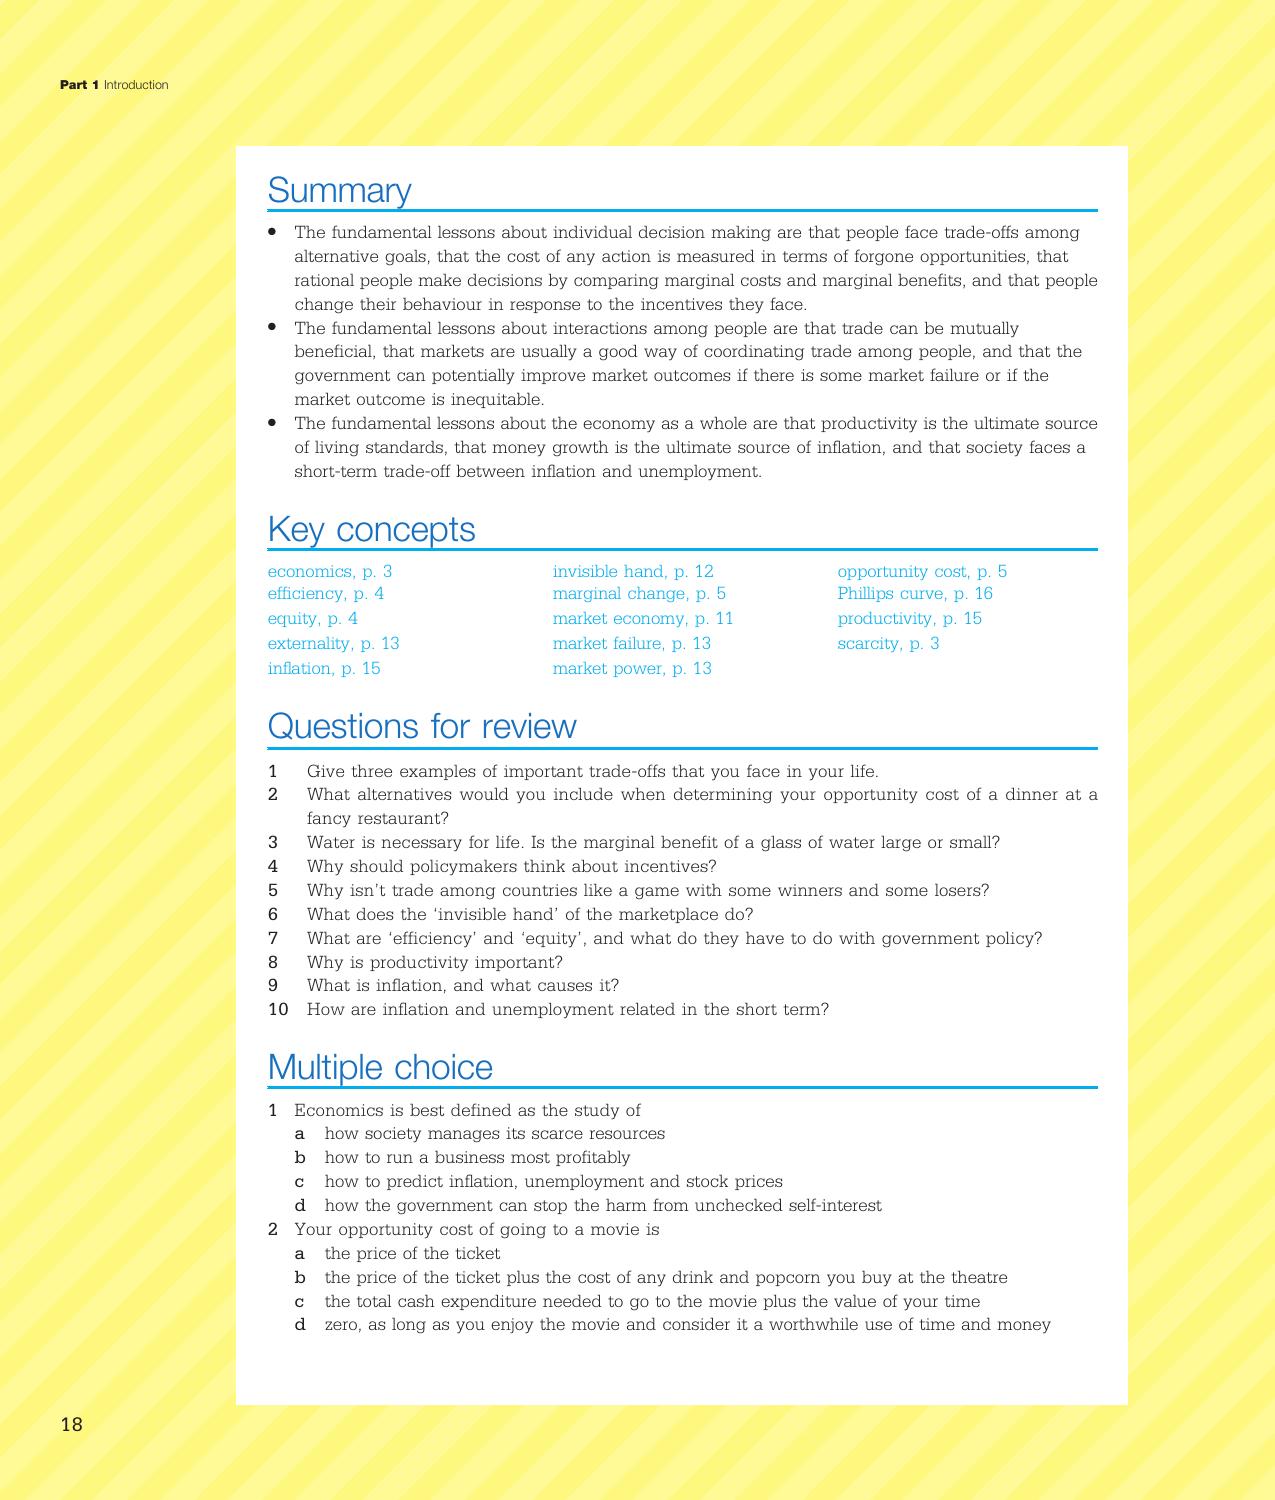 Part 1 Introduction
Summary
• The fundamental lessons about individual decision making are that people face trade-offs among
alternative goals, that the cost of any action is measured in terms of forgone opportunities, that
rational people make decisions by comparing marginal costs and marginal benefits, and that people
change their behaviour in response to the incentives they face.
• The fundamental lessons about interactions among people are that trade can be mutually
beneficial, that markets are usually a good way of coordinating trade among people, and that the
government can potentially improve market outcomes if there is some market failure or if the
market outcome is inequitable.
• The fundamental lessons about the economy as a whole are that productivity is the ultimate source
of living standards, that money growth is the ultimate source of inflation, and that society faces a
short-term trade-off between inflation and unemployment.
Key concepts
economics, p. 3
efficiency, p. 4
equity, p. 4
externality, p. 13
inflation, p. 15
invisible hand, p. 12
marginal change, p. 5
market economy, p. 11
market failure, p. 13
market power, p. 13
opportunity cost, p. 5
Phillips curve, p. 16
productivity, p. 15
scarcity, p. 3
Questions for review
1 Give three examples of important trade-offs that you face in your life.
2 What alternatives would you include when determining your opportunity cost of a dinner at a
fancy restaurant?
3 Water is necessary for life. Is the marginal benefit of a glass of water large or small?
4 Why should policymakers think about incentives?
5 Why isn’t trade among countries like a game with some winners and some losers?
6 What does the ‘invisible hand’ of the marketplace do?
7 What are ‘efficiency’ and ‘equity’, and what do they have to do with government policy?
8 Why is productivity important?
9 What is inflation, and what causes it?
10 How are inflation and unemployment related in the short term?
Multiple choice
1 Economics is best defined as the study of
a how society manages its scarce resources
b how to run a business most profitably
c how to predict inflation, unemployment and stock prices
d how the government can stop the harm from unchecked self-interest
2 Your opportunity cost of going to a movie is
a the price of the ticket
b the price of the ticket plus the cost of any drink and popcorn you buy at the theatre
c the total cash expenditure needed to go to the movie plus the value of your time
d zero, as long as you enjoy the movie and consider it a worthwhile use of time and money
18